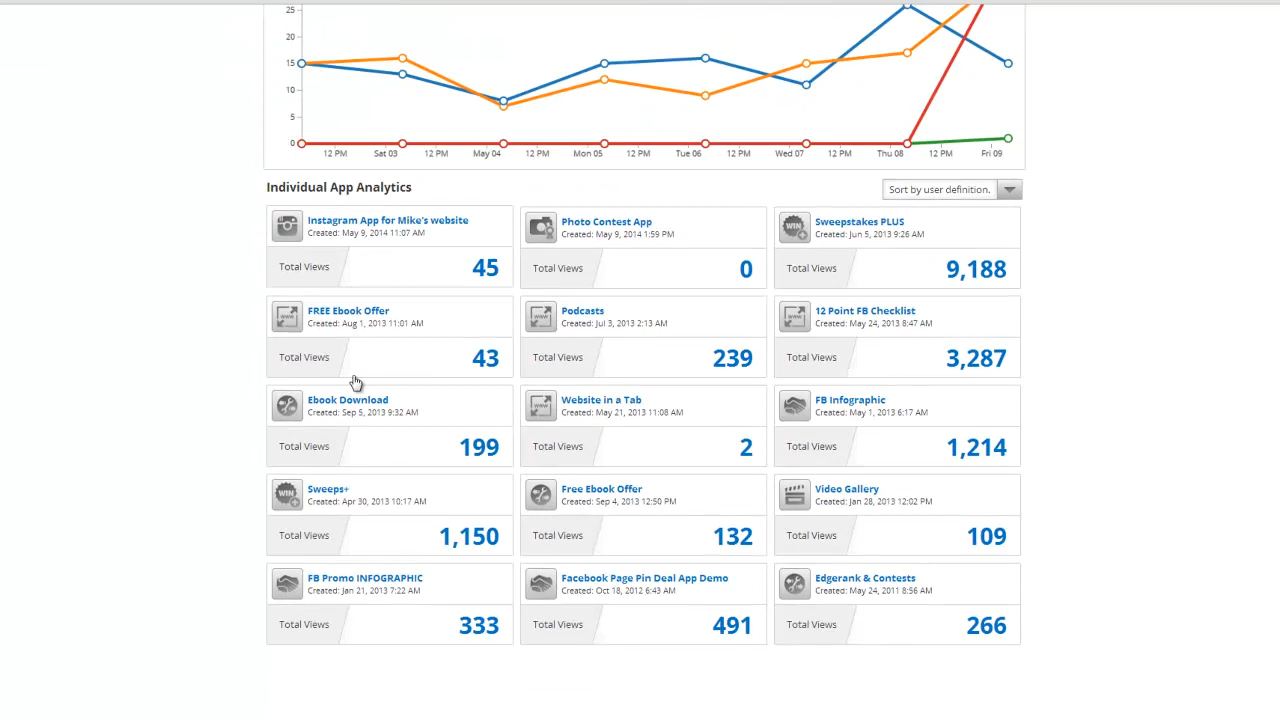 25
20
15
10
5
0
12 PM Sat 03 12 PM May 04 12 PM Mon 05 12 PM Tue 06 12 PM Wed 07 12 PM Thu 08 12 PM Fri 09
Individual App Analytics
Sort by user definition.
Instagram App for Mike's website
Created: May 9, 2014 11:07 AM
Total Views 45
Photo Contest App
Created: May 9, 2014 1:59 PM
Total Views 0
Sweepstakes PLUS
Created: Jun 5, 2013 9:26 AM
Total Views 9,188
FREE Ebook Offer
Created: Aug 1, 2013 11:01 AM
Total Views 43
Podcasts
Created: Jul 3, 2013 2:13 AM
Total Views 239
12 Point FB Checklist
Created: May 24, 2013 8:47 AM
Total Views 3,287
Ebook Download
Created: Sep 5, 2013 9:32 AM
Total Views 199
Website in a Tab
Created: May 21, 2013 11:08 AM
Total Views 2
FB Infographic
Created: May 1, 2013 6:17 AM
Total Views 1,214
WIN
Sweeps+
Created: Apr 30, 2013 10:17 AM
Total Views 1,150
Free Ebook Offer
Created: Sep 4, 2013 12:50 PM
Total Views 132
Video Gallery
Created: Jan 28, 2013 12:02 PM
Total Views 109
FB Promo INFOGRAPHIC
Created: Jan 21, 2013 7:22 AM
Total Views 333
Facebook Page Pin Deal App Demo
Created: Oct 18, 2012 6:43 AM
Total Views 491
Edgerank & Contests
Created: May 24, 2011 8:56 AM
Total Views 266